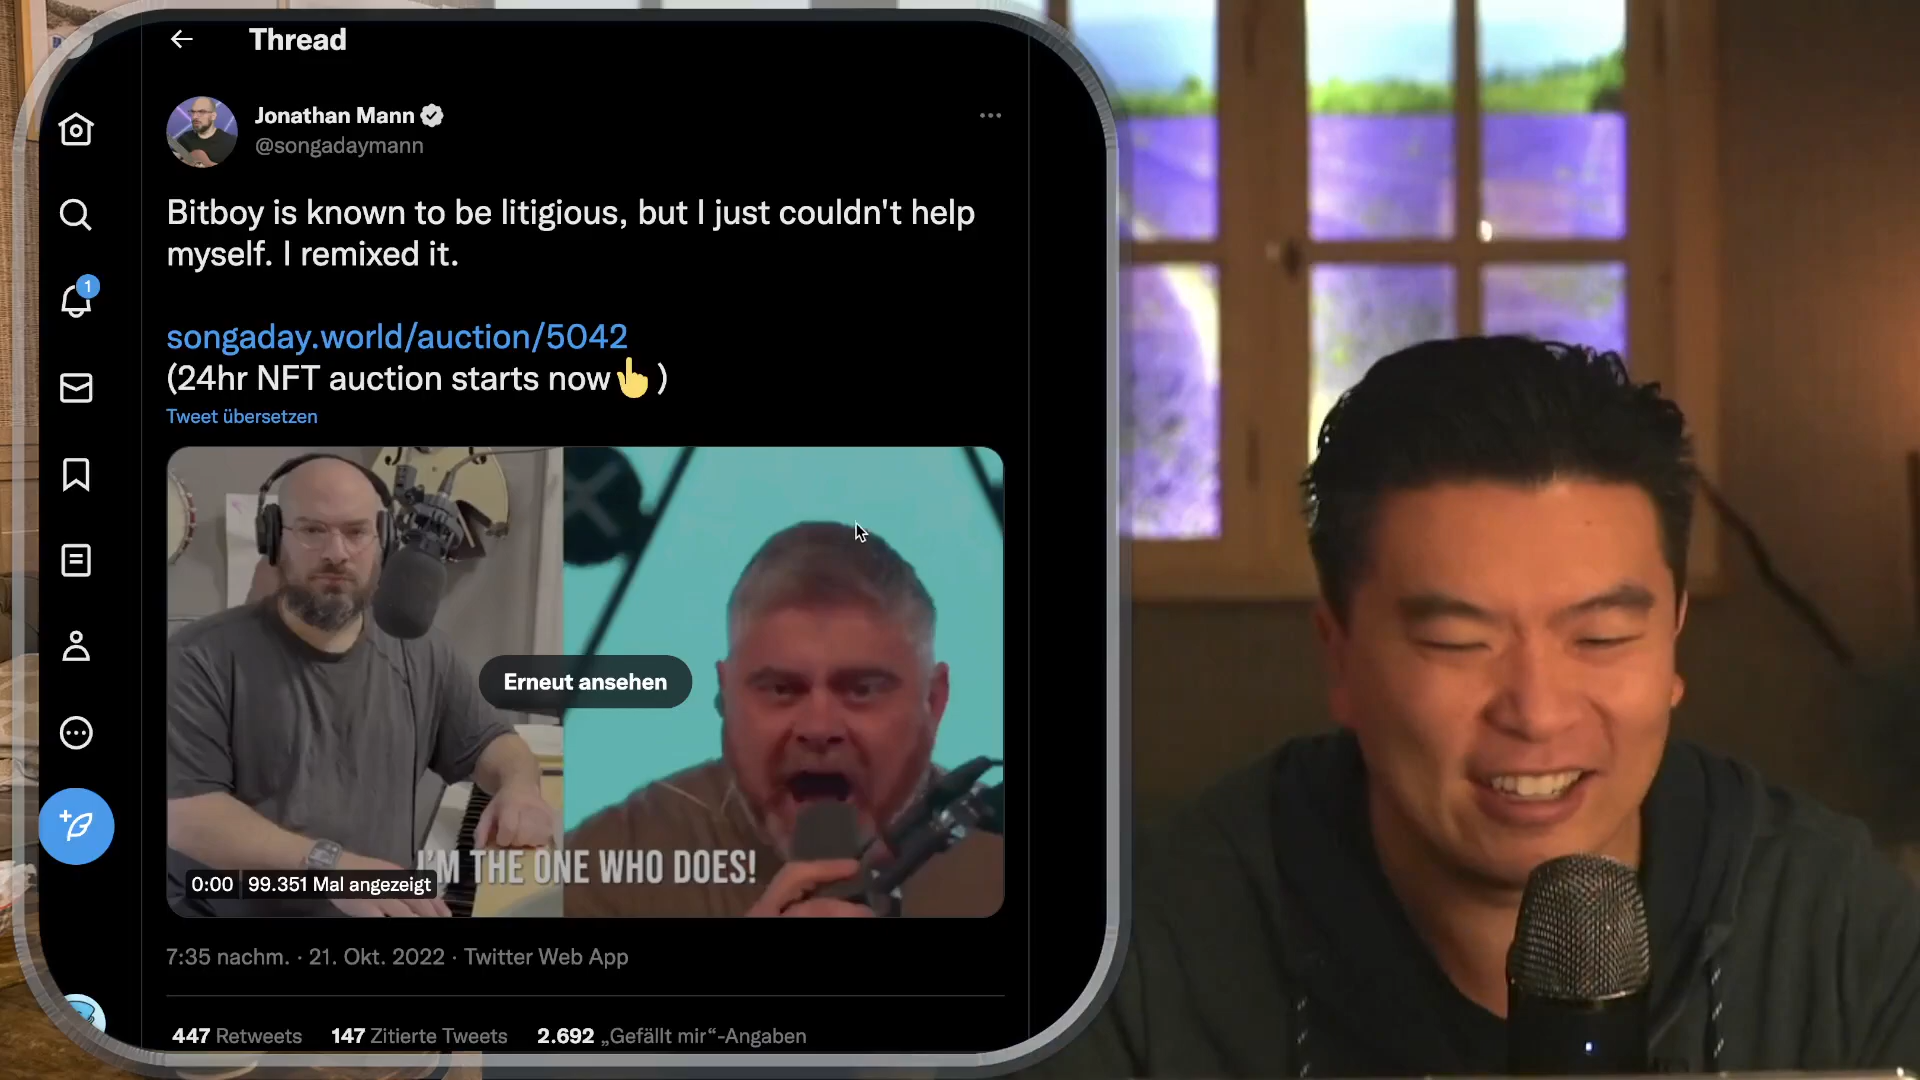 Thread
Jonathan Mann
@songadaymann
Bitboy is known to be litigious, but I just couldn't help
myself. I remixed it.
songaday.world/auction/5042
(24hr NFT auction starts now👆)
Tweet übersetzen
1
Erneut ansehen
I'M THE ONE WHO DOES!
0:00 99.351 Mal angezeigt
7:35 nachm. · 21. Okt. 2022 · Twitter Web App
447 Retweets 147 Zitierte Tweets 2.692 „Gefällt mir“-Angaben